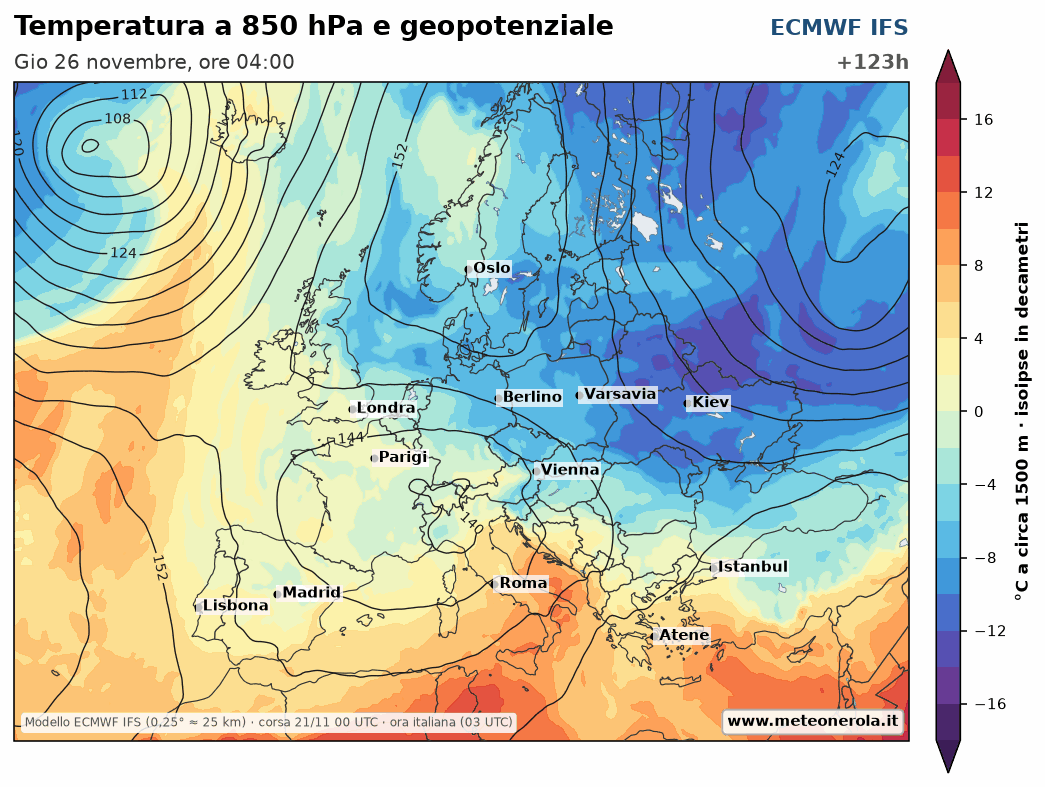 Temperatura a 850 hPa e geopotenziale
ECMWF IFS
Gio 26 novembre, ore 04:00
+123h
112
108
120
152
124
124
Oslo
Berlino
Varsavia
Kiev
Londra
144
Parigi
Vienna
140
152
Istanbul
Roma
Madrid
Lisbona
Atene
Modello ECMWF IFS (0,25° ≈ 25 km) · corsa 21/11 00 UTC · ora italiana (03 UTC)
www.meteonerola.it
16
12
8
4
0
−4
−8
−12
−16
°C a circa 1500 m · Isoipse in decametri